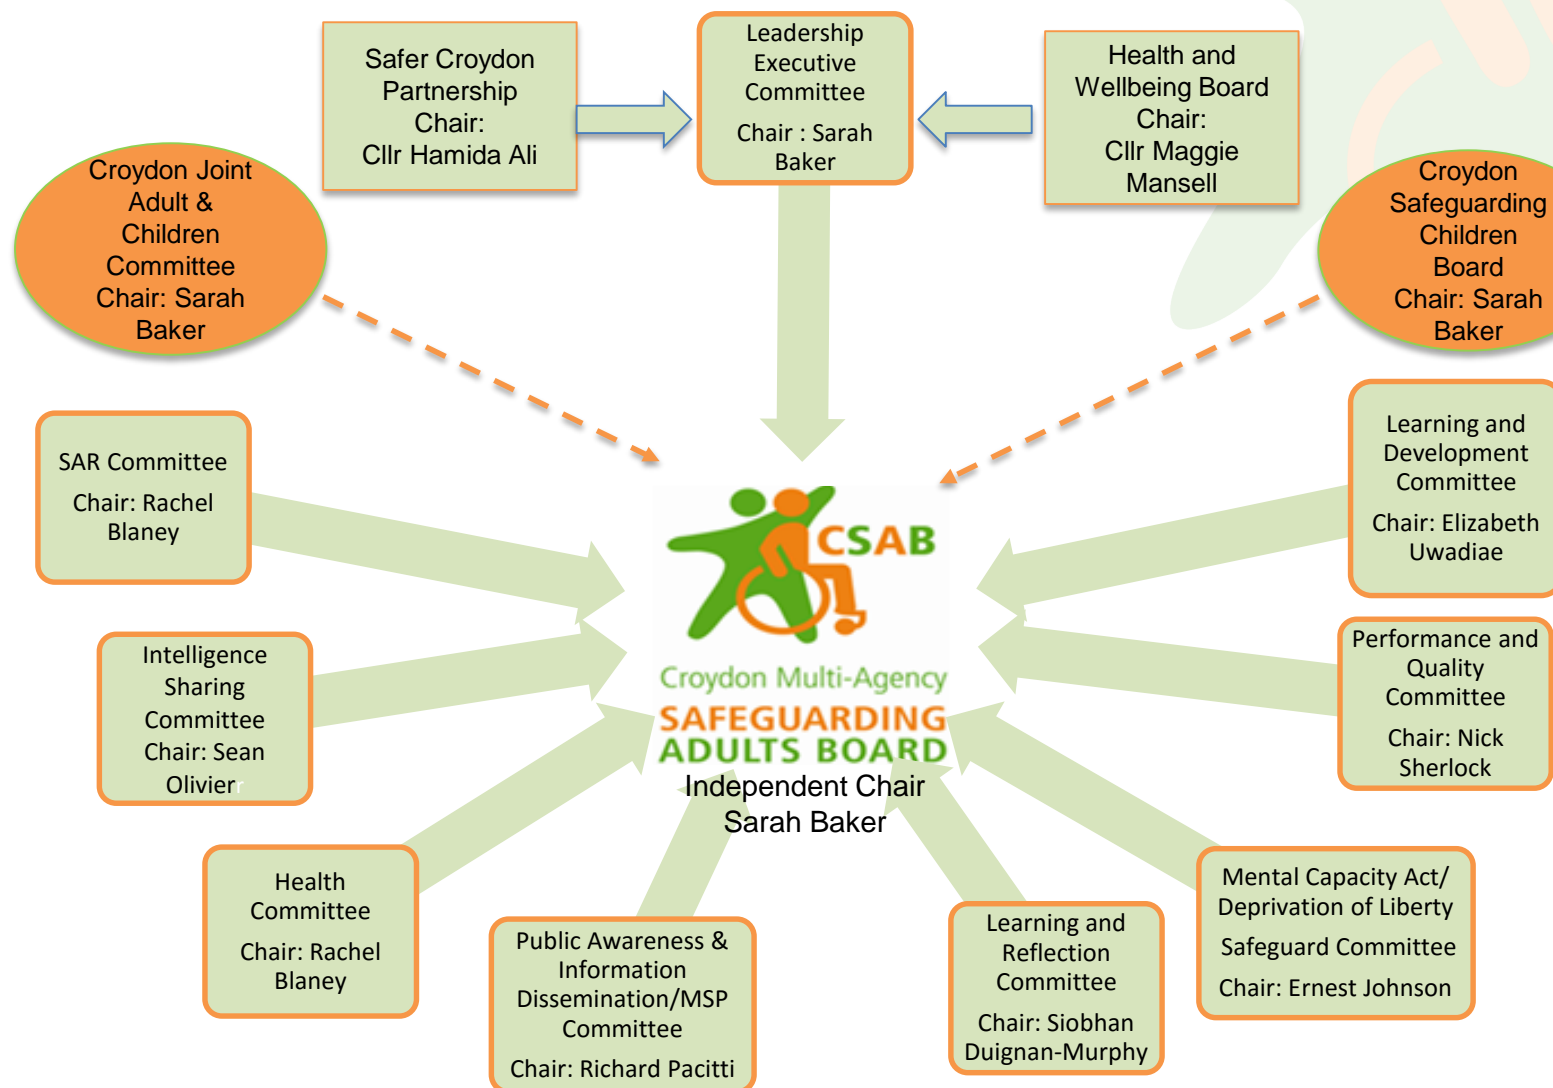 Safer Croydon
Partnership
Chair:
Cllr Hamida Ali
Leadership
Executive
Committee
Chair : Sarah
Baker
Health and
Wellbeing Board
Chair:
Cllr Maggie
Mansell
Croydon Joint
Adult &
Children
Committee
Chair: Sarah
Baker
Croydon
Safeguarding
Children
Board
Chair: Sarah
Baker
SAR Committee
Chair: Rachel
Blaney
Learning and
Development
Committee
Chair: Elizabeth
Uwadiae
CSAB
Croydon Multi-Agency
SAFEGUARDING
ADULTS BOARD
Independent Chair
Sarah Baker
Intelligence
Sharing
Committee
Chair: Sean
Olivierr
Performance and
Quality
Committee
Chair: Nick
Sherlock
Health
Committee
Chair: Rachel
Blaney
Public Awareness &
Information
Dissemination/MSP
Committee
Chair: Richard Pacitti
Learning and
Reflection
Committee
Chair: Siobhan
Duignan-Murphy
Mental Capacity Act/
Deprivation of Liberty
Safeguard Committee
Chair: Ernest Johnson